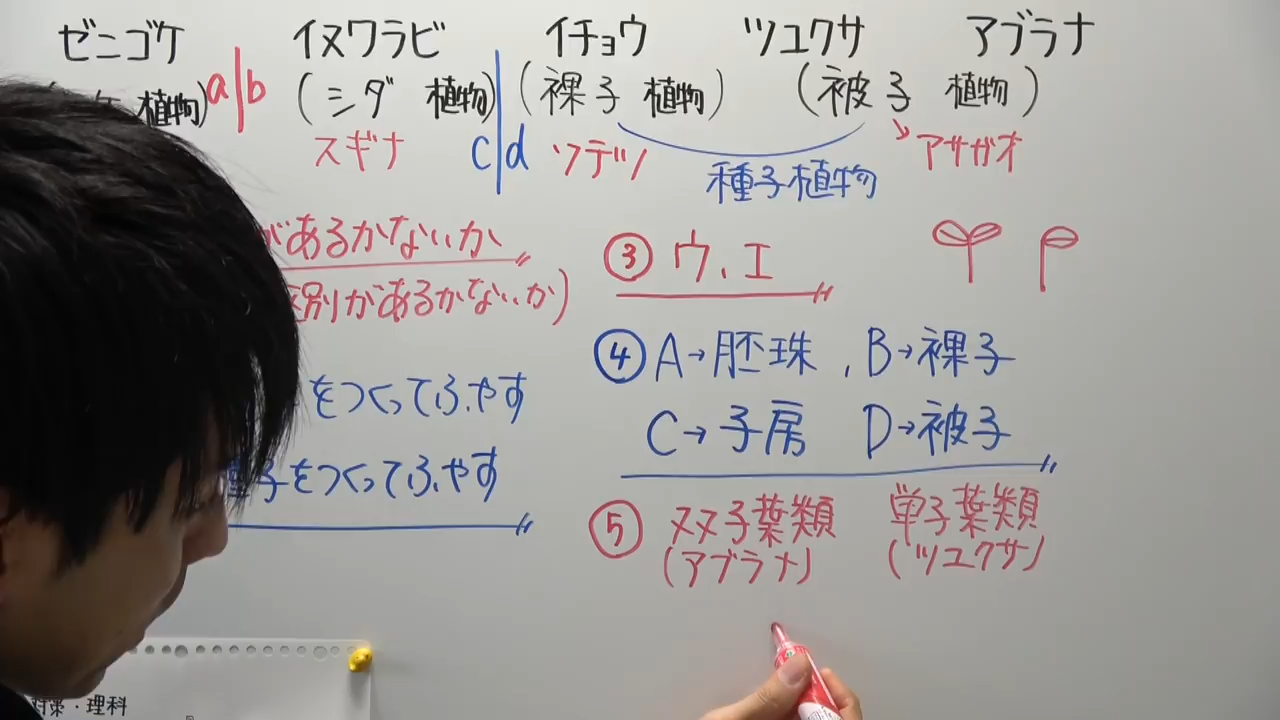 ゼニゴケ イヌワラビ イチョウ ツユクサ アブラナ
植物) a|b (シダ 植物) (裸子 植物) (被子 植物)
スギナ c|d ソテツ アサガオ
種子植物
があるかないか
区別があるかないか)
をつくってふやす
種子をつくってふやす
③ ウ、エ
④ A→胚珠, B→裸子
C→子房 D→被子
⑤ 双子葉類 単子葉類
(アブラナ) (ツユクサ)
対策・理科